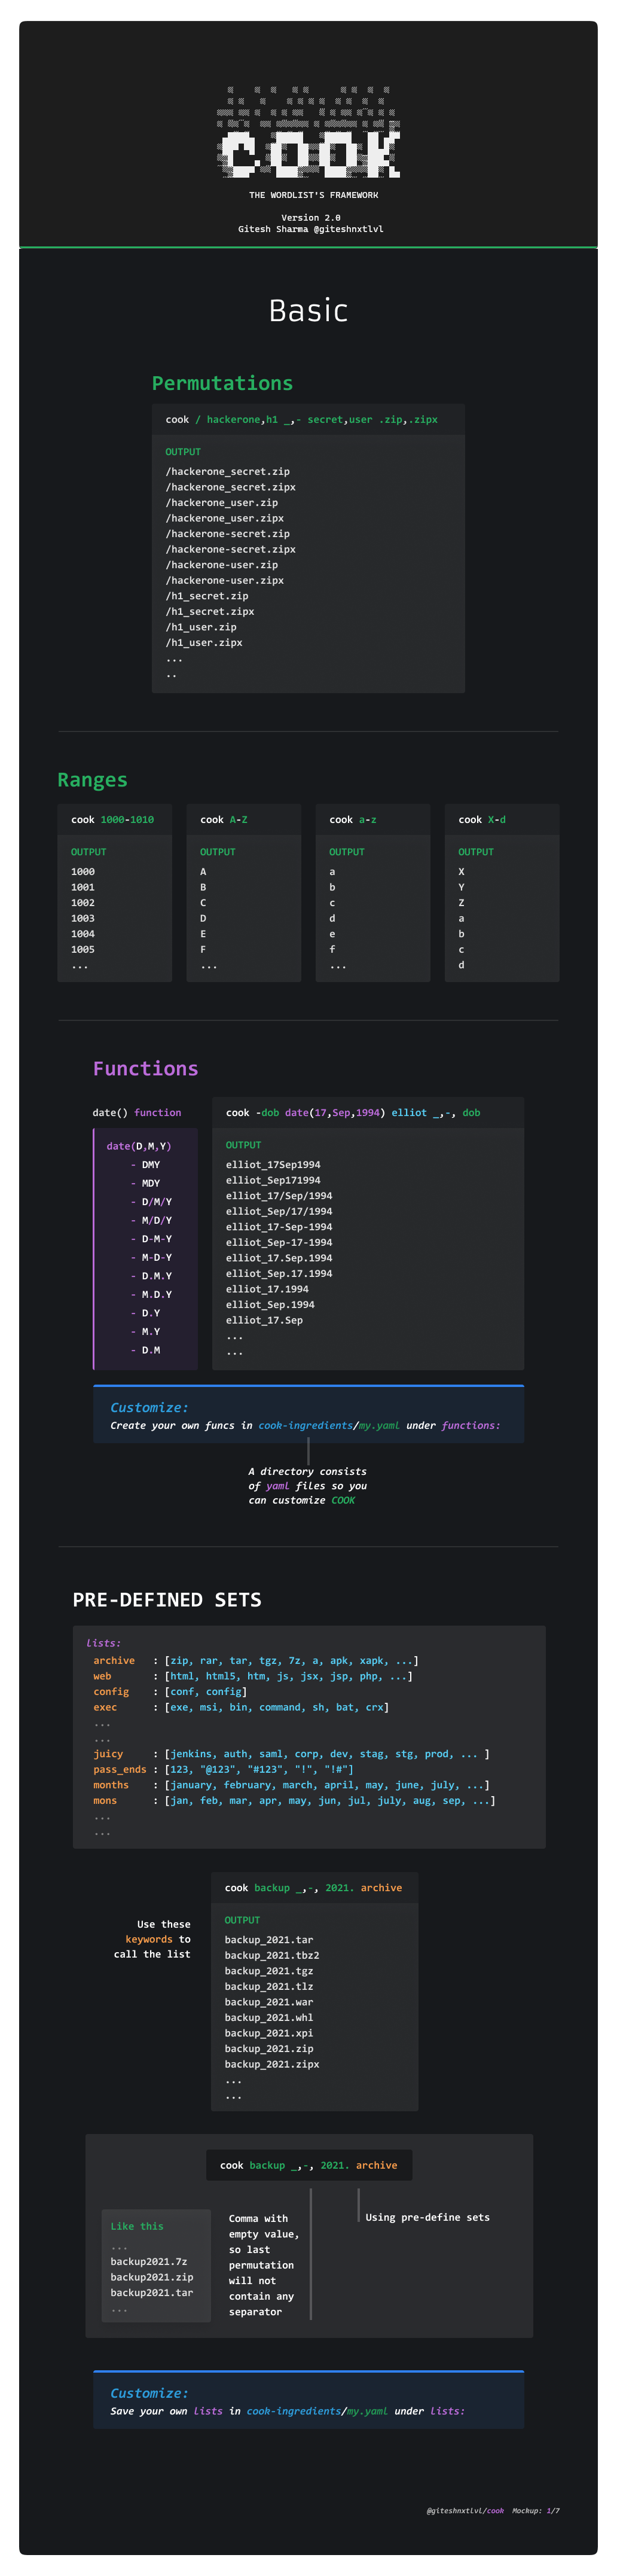 COOK
THE WORDLIST'S FRAMEWORK
Version 2.0
Gitesh Sharma @giteshnxtlvl
Basic
Permutations
cook / hackerone,h1 _,- secret,user .zip,.zipx
OUTPUT
/hackerone_secret.zip
/hackerone_secret.zipx
/hackerone_user.zip
/hackerone_user.zipx
/hackerone-secret.zip
/hackerone-secret.zipx
/hackerone-user.zip
/hackerone-user.zipx
/h1_secret.zip
/h1_secret.zipx
/h1_user.zip
/h1_user.zipx
...
..
Ranges
cook 1000-1010
OUTPUT
1000
1001
1002
1003
1004
1005
...
cook A-Z
OUTPUT
A
B
C
D
E
F
...
cook a-z
OUTPUT
a
b
c
d
e
f
...
cook X-d
OUTPUT
X
Y
Z
a
b
c
d
Functions
date() function
date(D,M,Y)
- DMY
- MDY
- D/M/Y
- M/D/Y
- D-M-Y
- M-D-Y
- D.M.Y
- M.D.Y
- D.Y
- M.Y
- D.M
cook -dob date(17,Sep,1994) elliot _,-, dob
OUTPUT
elliot_17Sep1994
elliot_Sep171994
elliot_17/Sep/1994
elliot_Sep/17/1994
elliot_17-Sep-1994
elliot_Sep-17-1994
elliot_17.Sep.1994
elliot_Sep.17.1994
elliot_17.1994
elliot_Sep.1994
elliot_17.Sep
...
...
Customize:
Create your own funcs in cook-ingredients/my.yaml under functions:
A directory consists
of yaml files so you
can customize COOK
PRE-DEFINED SETS
lists:
archive : [zip, rar, tar, tgz, 7z, a, apk, xapk, ...]
web : [html, html5, htm, js, jsx, jsp, php, ...]
config : [conf, config]
exec : [exe, msi, bin, command, sh, bat, crx]
...
...
juicy : [jenkins, auth, saml, corp, dev, stag, stg, prod, ... ]
pass_ends : [123, "@123", "#123", "!", "!#"]
months : [january, february, march, april, may, june, july, ...]
mons : [jan, feb, mar, apr, may, jun, jul, july, aug, sep, ...]
...
...
Use these
keywords to
call the list
cook backup _,-, 2021. archive
OUTPUT
backup_2021.tar
backup_2021.tbz2
backup_2021.tgz
backup_2021.tlz
backup_2021.war
backup_2021.whl
backup_2021.xpi
backup_2021.zip
backup_2021.zipx
...
...
cook backup _,-, 2021. archive
Like this
...
backup2021.7z
backup2021.zip
backup2021.tar
...
Comma with
empty value,
so last
permutation
will not
contain any
separator
Using pre-define sets
Customize:
Save your own lists in cook-ingredients/my.yaml under lists:
@giteshnxtlvl/cook Mockup: 1/7